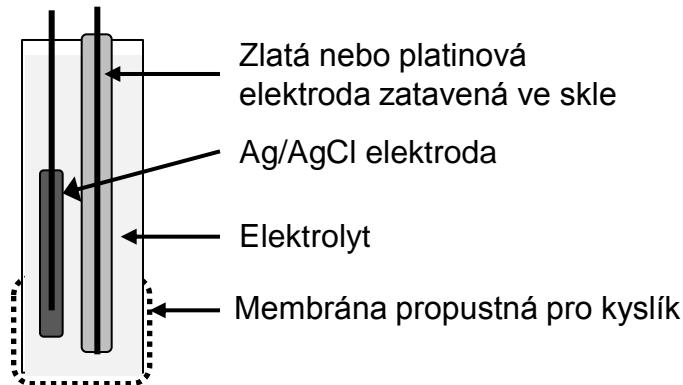 Zlatá nebo platinová
elektroda zatavená ve skle
Ag/AgCl elektroda
Elektrolyt
Membrána propustná pro kyslík